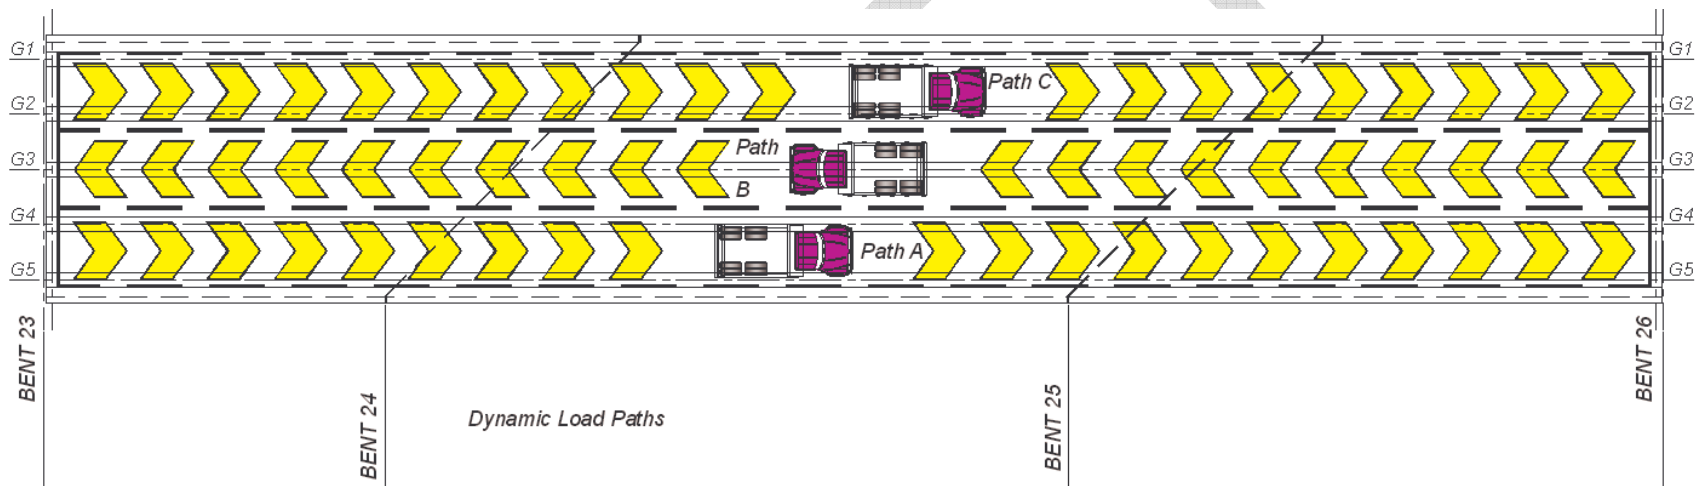 G1
G1
Path C
G2
G2
Path
B
G3
G3
G4
G4
Path A
G5
G5
BENT 23
BENT 24
Dynamic Load Paths
BENT 25
BENT 26